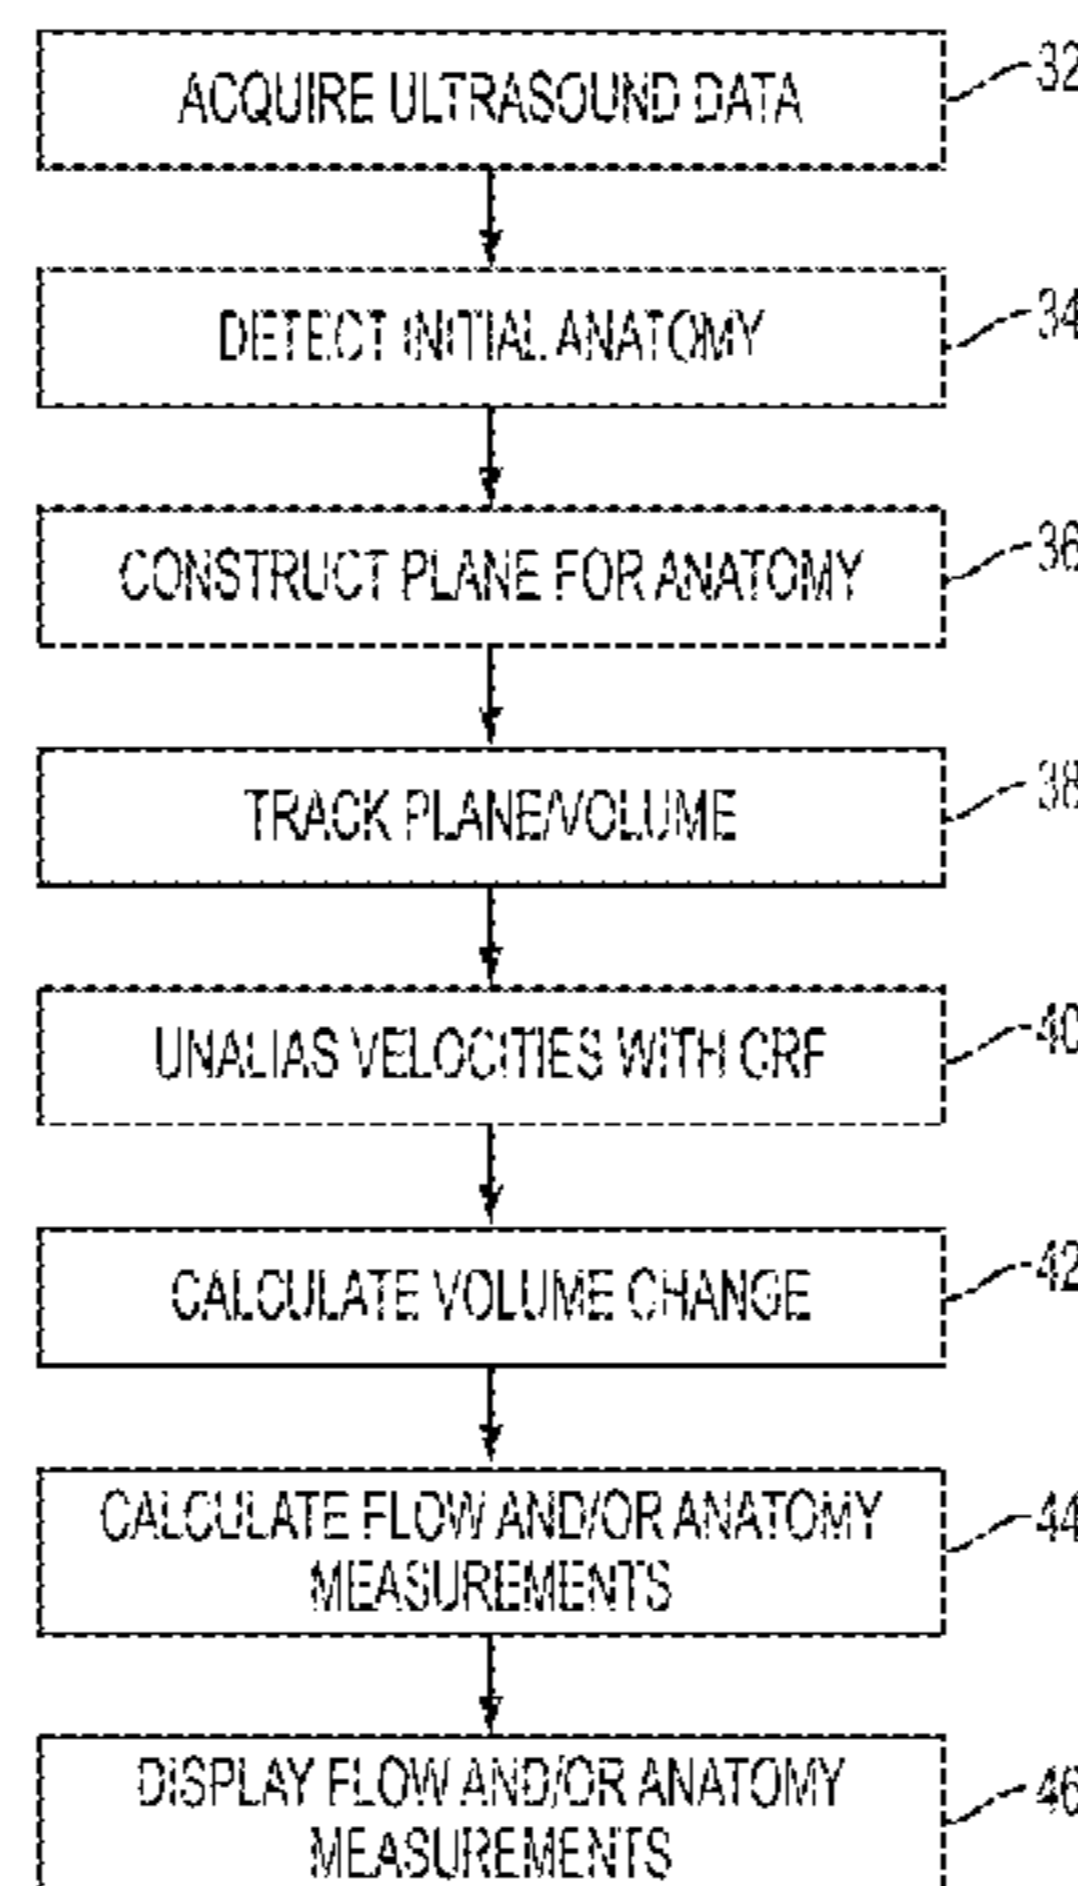 ACQUIRE ULTRASOUND DATA
32
DETECT INITIAL ANATOMY
34
CONSTRUCT PLANE FOR ANATOMY
36
TRACK PLANE/VOLUME
38
UNALIAS VELOCITIES WITH CRF
40
CALCULATE VOLUME CHANGE
42
CALCULATE FLOW AND/OR ANATOMY
MEASUREMENTS
44
DISPLAY FLOW AND/OR ANATOMY
MEASUREMENTS
46